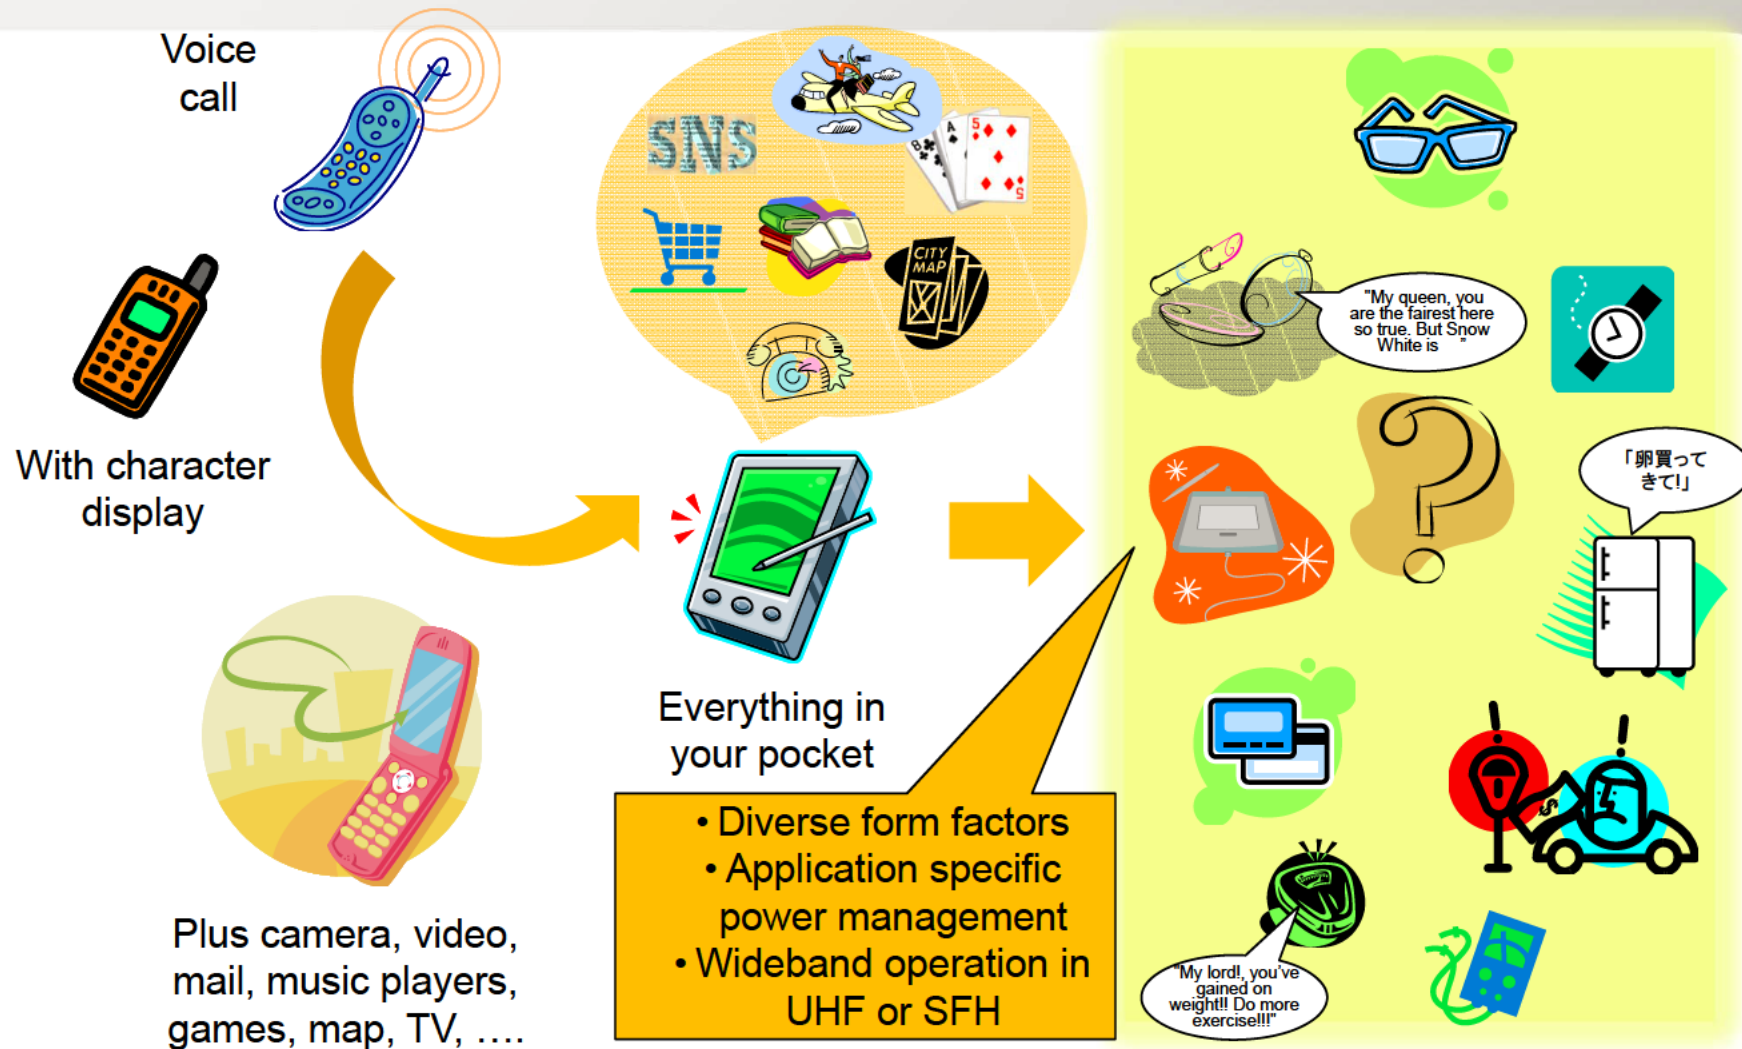 Voice
call
With character
display
Plus camera, video,
mail, music players,
games, map, TV, ....
SNS
8
A
5
5
CITY
MAP
Everything in
your pocket
• Diverse form factors
• Application specific
power management
• Wideband operation in
UHF or SFH
"My queen, you
are the fairest here
so true. But Snow
White is "
「卵買って
きて!」
$
"My lord!, you've
gained on
weight!! Do more
exercise!!!"